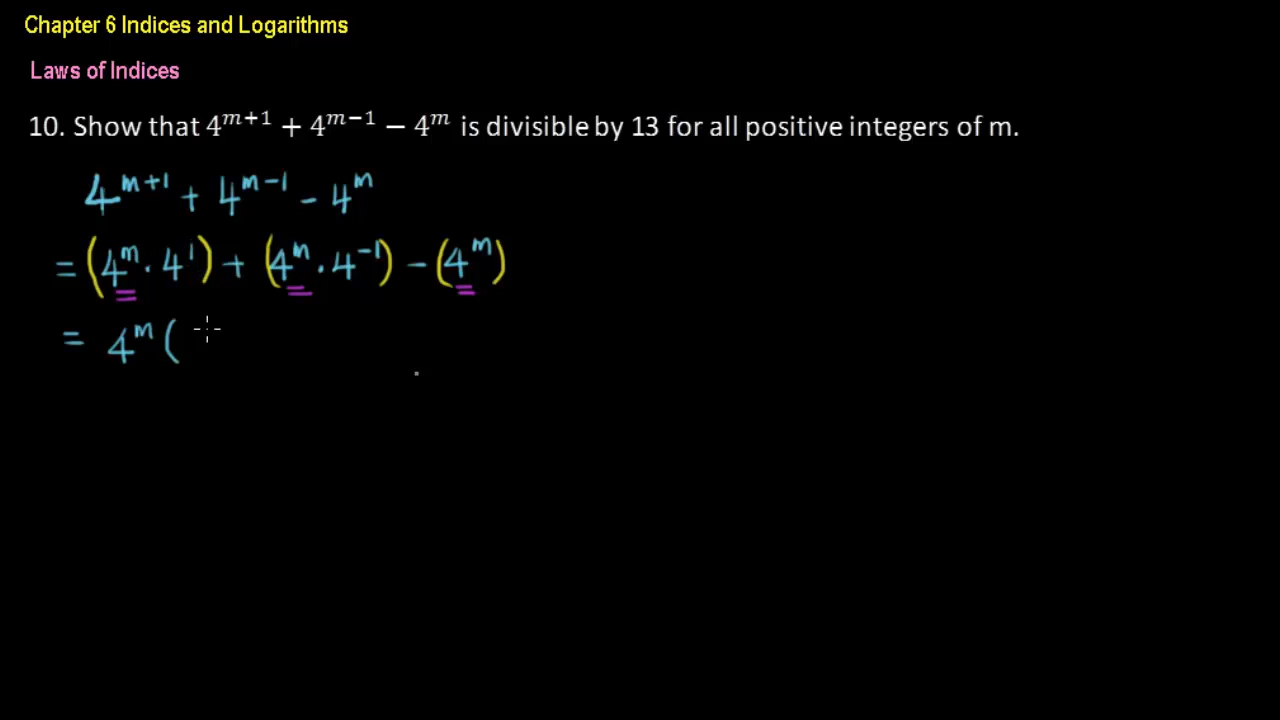 Chapter 6 Indices and Logarithms
Laws of Indices
10. Show that 4^{m+1} + 4^{m−1} − 4^m is divisible by 13 for all positive integers of m.
4^{m+1} + 4^{m−1} − 4^m
= (4^m · 4^1) + (4^m · 4^{−1}) − (4^m)
= 4^m (